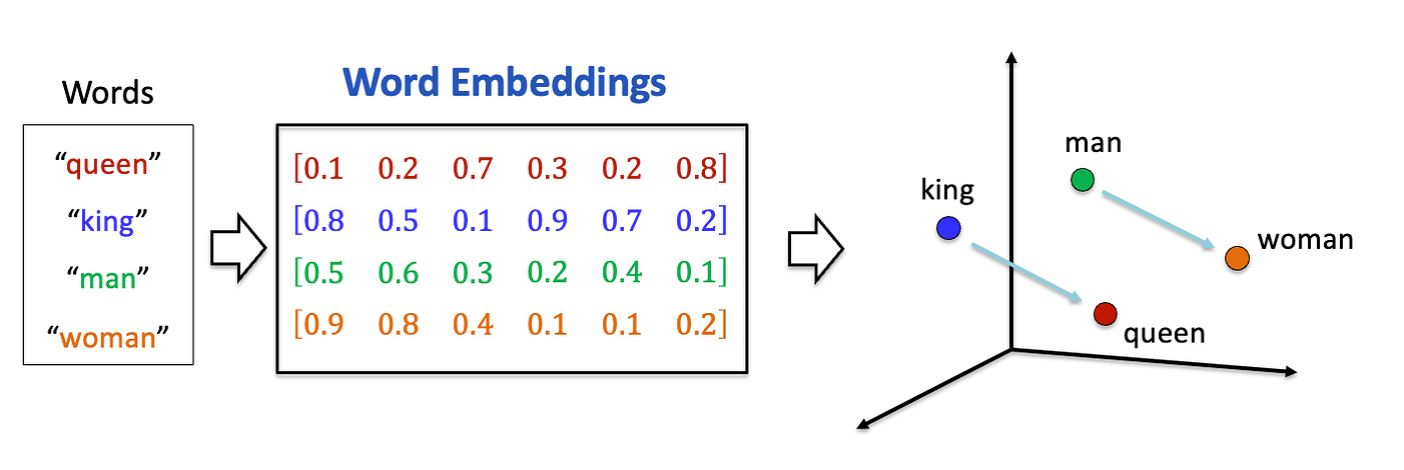 Words
“queen”
“king”
“man”
“woman”
Word Embeddings
[0.1 0.2 0.7 0.3 0.2 0.8]
[0.8 0.5 0.1 0.9 0.7 0.2]
[0.5 0.6 0.3 0.2 0.4 0.1]
[0.9 0.8 0.4 0.1 0.1 0.2]
man
king
woman
queen